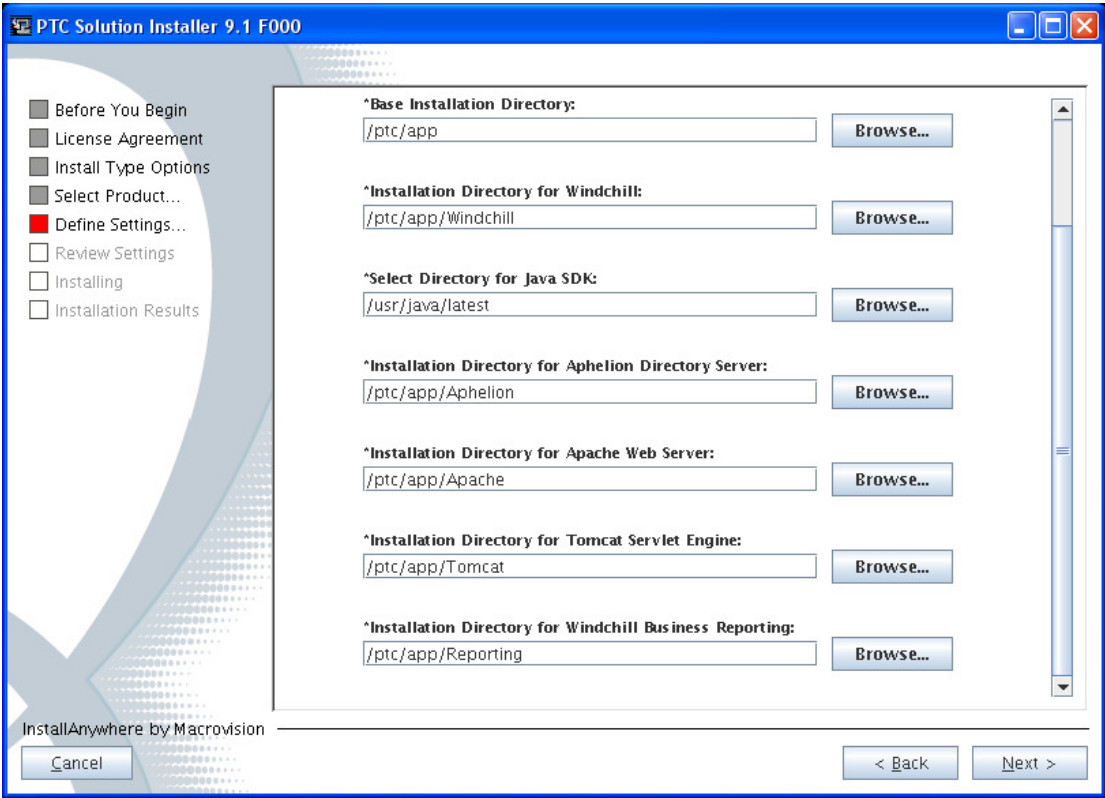 PTC Solution Installer 9.1 F000
Before You Begin
License Agreement
Install Type Options
Select Product...
Define Settings...
Review Settings
Installing
Installation Results
*Base Installation Directory:
/ptc/app
Browse...
*Installation Directory for Windchill:
/ptc/app/Windchill
Browse...
*Select Directory for Java SDK:
/usr/java/latest
Browse...
*Installation Directory for Aphelion Directory Server:
/ptc/app/Aphelion
Browse...
*Installation Directory for Apache Web Server:
/ptc/app/Apache
Browse...
*Installation Directory for Tomcat Servlet Engine:
/ptc/app/Tomcat
Browse...
*Installation Directory for Windchill Business Reporting:
/ptc/app/Reporting
Browse...
InstallAnywhere by Macrovision
Cancel
< Back
Next >